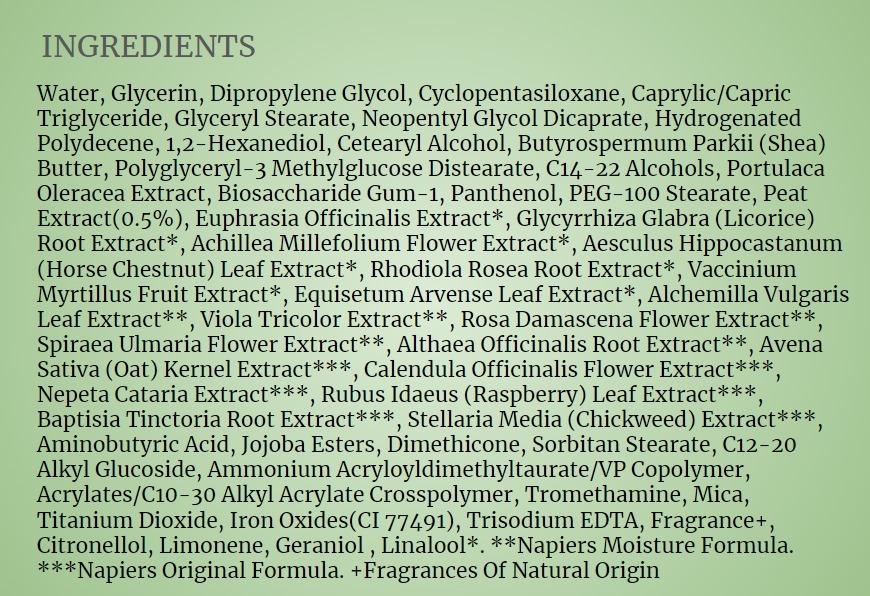 INGREDIENTS
Water, Glycerin, Dipropylene Glycol, Cyclopentasiloxane, Caprylic/Capric
Triglyceride, Glyceryl Stearate, Neopentyl Glycol Dicaprate, Hydrogenated
Polydecene, 1,2-Hexanediol, Cetearyl Alcohol, Butyrospermum Parkii (Shea)
Butter, Polyglyceryl-3 Methylglucose Distearate, C14-22 Alcohols, Portulaca
Oleracea Extract, Biosaccharide Gum-1, Panthenol, PEG-100 Stearate, Peat
Extract(0.5%), Euphrasia Officinalis Extract*, Glycyrrhiza Glabra (Licorice)
Root Extract*, Achillea Millefolium Flower Extract*, Aesculus Hippocastanum
(Horse Chestnut) Leaf Extract*, Rhodiola Rosea Root Extract*, Vaccinium
Myrtillus Fruit Extract*, Equisetum Arvense Leaf Extract*, Alchemilla Vulgaris
Leaf Extract**, Viola Tricolor Extract**, Rosa Damascena Flower Extract**,
Spiraea Ulmaria Flower Extract**, Althaea Officinalis Root Extract**, Avena
Sativa (Oat) Kernel Extract***, Calendula Officinalis Flower Extract***,
Nepeta Cataria Extract***, Rubus Idaeus (Raspberry) Leaf Extract***,
Baptisia Tinctoria Root Extract***, Stellaria Media (Chickweed) Extract***,
Aminobutyric Acid, Jojoba Esters, Dimethicone, Sorbitan Stearate, C12-20
Alkyl Glucoside, Ammonium Acryloyldimethyltaurate/VP Copolymer,
Acrylates/C10-30 Alkyl Acrylate Crosspolymer, Tromethamine, Mica,
Titanium Dioxide, Iron Oxides(CI 77491), Trisodium EDTA, Fragrance+,
Citronellol, Limonene, Geraniol , Linalool*. **Napiers Moisture Formula.
***Napiers Original Formula. +Fragrances Of Natural Origin